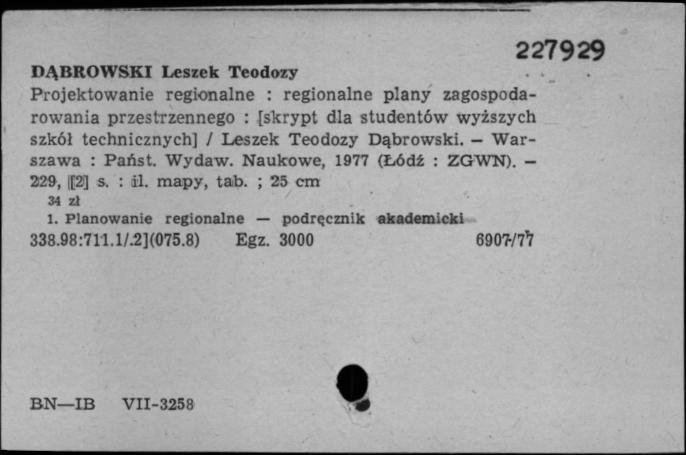 227929
DĄBROWSKI Leszek Teodozy
Projektowanie regionalne : regionalne plany zagospoda-
rowania przestrzennego : [skrypt dla studentów wyższych
szkół technicznych] / Leszek Teodozy Dąbrowski. — War-
szawa : Państ. Wydaw. Naukowe, 1977 (Łódź : ZGWN). —
229, [2] s. : il. mapy, tab. ; 25 cm
34 zł
1. Planowanie regionalne — podręcznik akademicki
338.98:711.1/.2](075.8) Egz. 3000 6907/77
BN—IB VII-3258